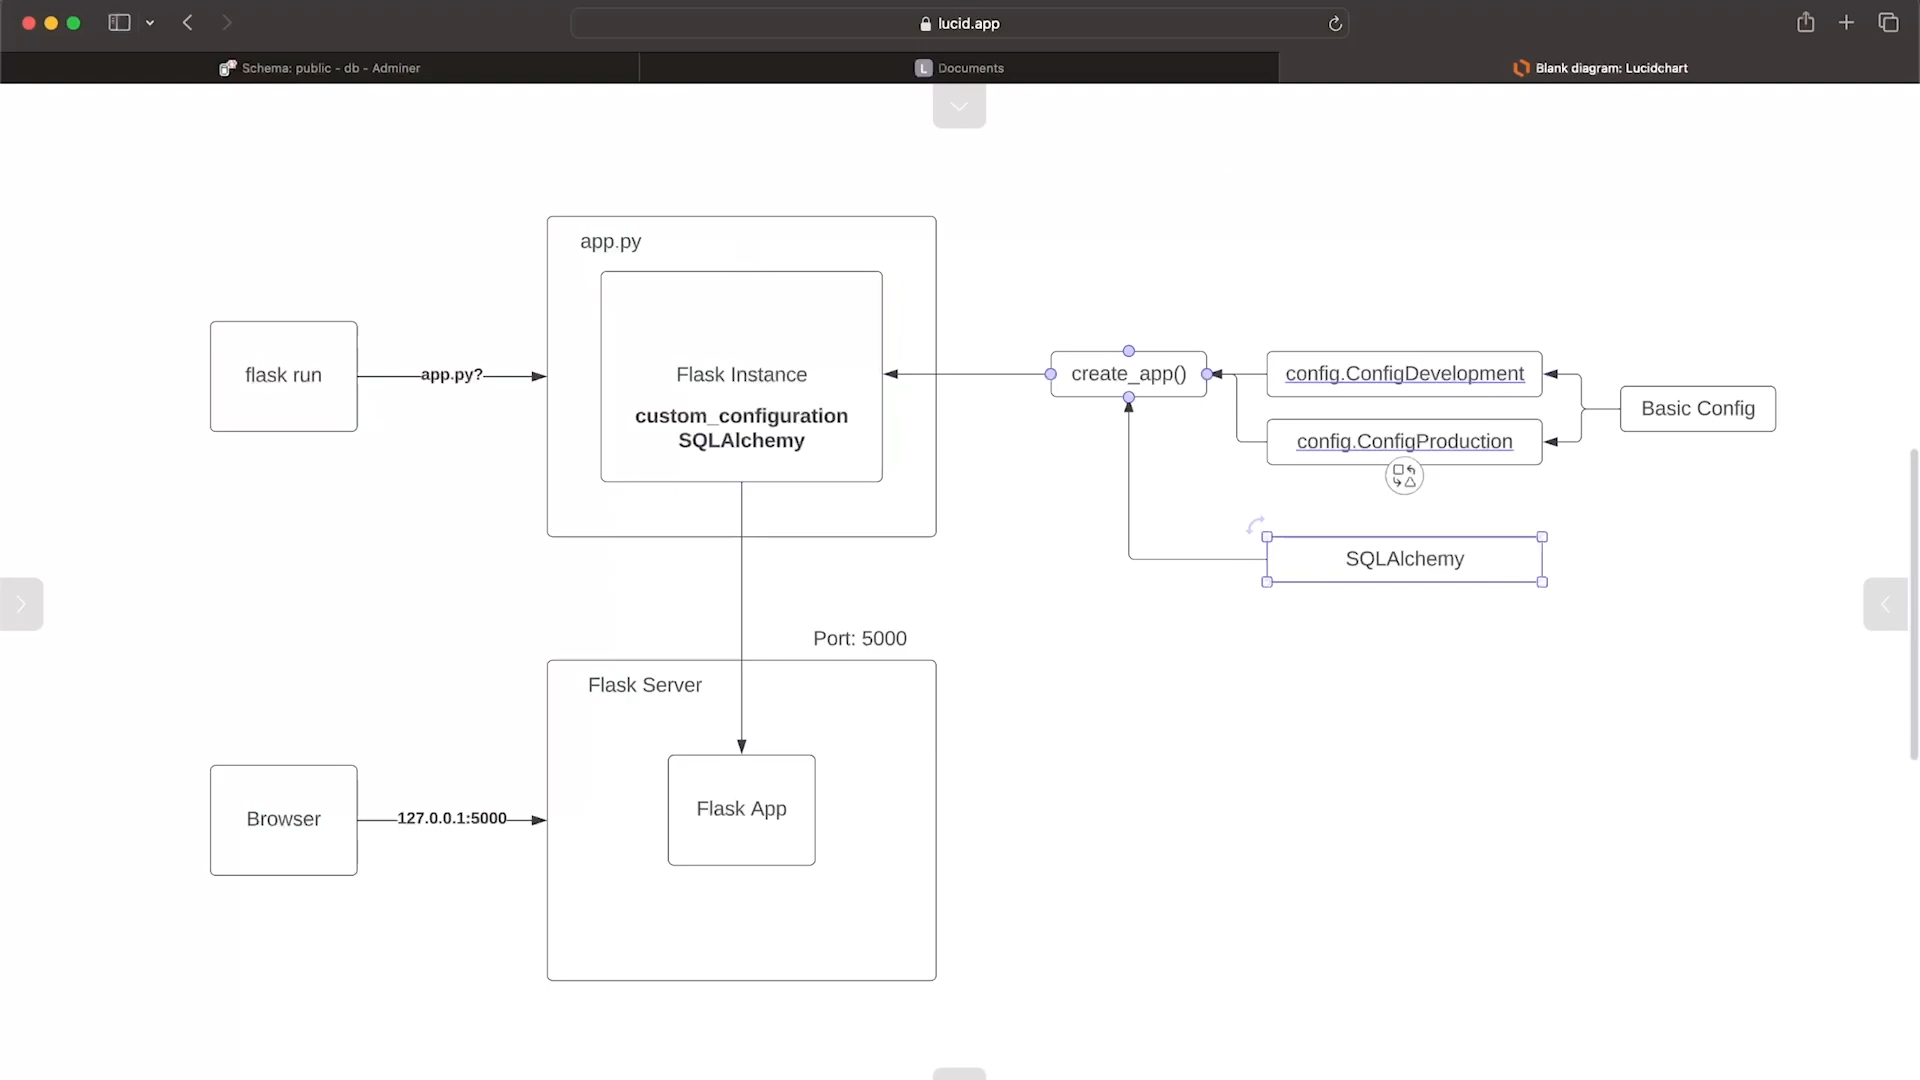 lucid.app
Schema: public - db - Adminer
L Documents
Blank diagram: Lucidchart
app.py
flask run
app.py?
Flask Instance
custom_configuration
SQLAlchemy
create_app()
config.ConfigDevelopment
config.ConfigProduction
Basic Config
SQLAlchemy
Port: 5000
Flask Server
Browser
127.0.0.1:5000
Flask App